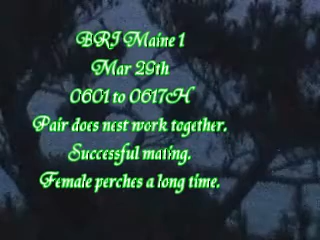 BRI Maine 1
Mar 29th
0601 to 0617H
Pair does nest work together.
Successful mating.
Female perches a long time.